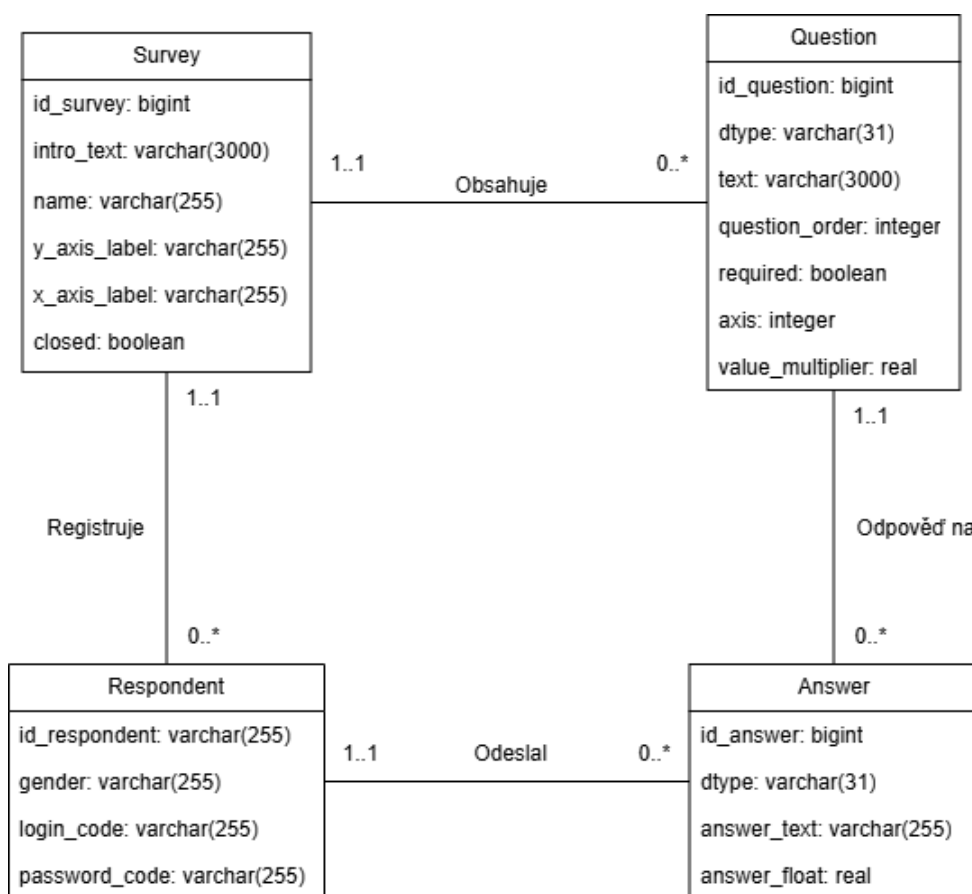 Survey
id_survey: bigint
intro_text: varchar(3000)
name: varchar(255)
y_axis_label: varchar(255)
x_axis_label: varchar(255)
closed: boolean
1..1
Obsahuje
0..*
Question
id_question: bigint
dtype: varchar(31)
text: varchar(3000)
question_order: integer
required: boolean
axis: integer
value_multiplier: real
1..1
Registruje
0..*
1..1
Odpověď na
0..*
Respondent
id_respondent: varchar(255)
gender: varchar(255)
login_code: varchar(255)
password_code: varchar(255)
1..1
Odeslal
0..*
Answer
id_answer: bigint
dtype: varchar(31)
answer_text: varchar(255)
answer_float: real